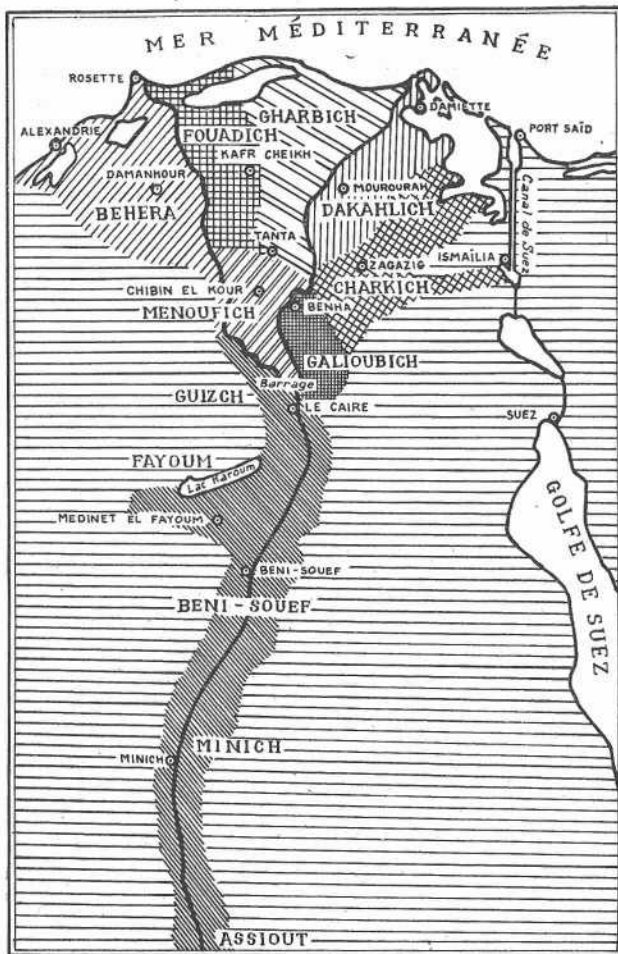 MER MÉDITERRANÉE
ROSETTE
DAMIETTE
ALEXANDRIE
PORT SAÏD
GHARBICH
FOUADICH
KAFR CHEIKH
DAMANHOUR
MOUROURAH
BEHERA
DAKAHLICH
Canal de Suez
TANTA
ZAGAZIG
ISMAÏLIA
CHARKICH
CHIBIN EL KOUR
MENOUFICH
BENHA
GALIOUBICH
Barrage
GUIZCH
LE CAIRE
SUEZ
FAYOUM
Lac Karoum
MEDINET EL FAYOUM
GOLFE DE SUEZ
BENI-SOUEF
BENI-SOUEF
MINICH
MINICH
ASSIOUT